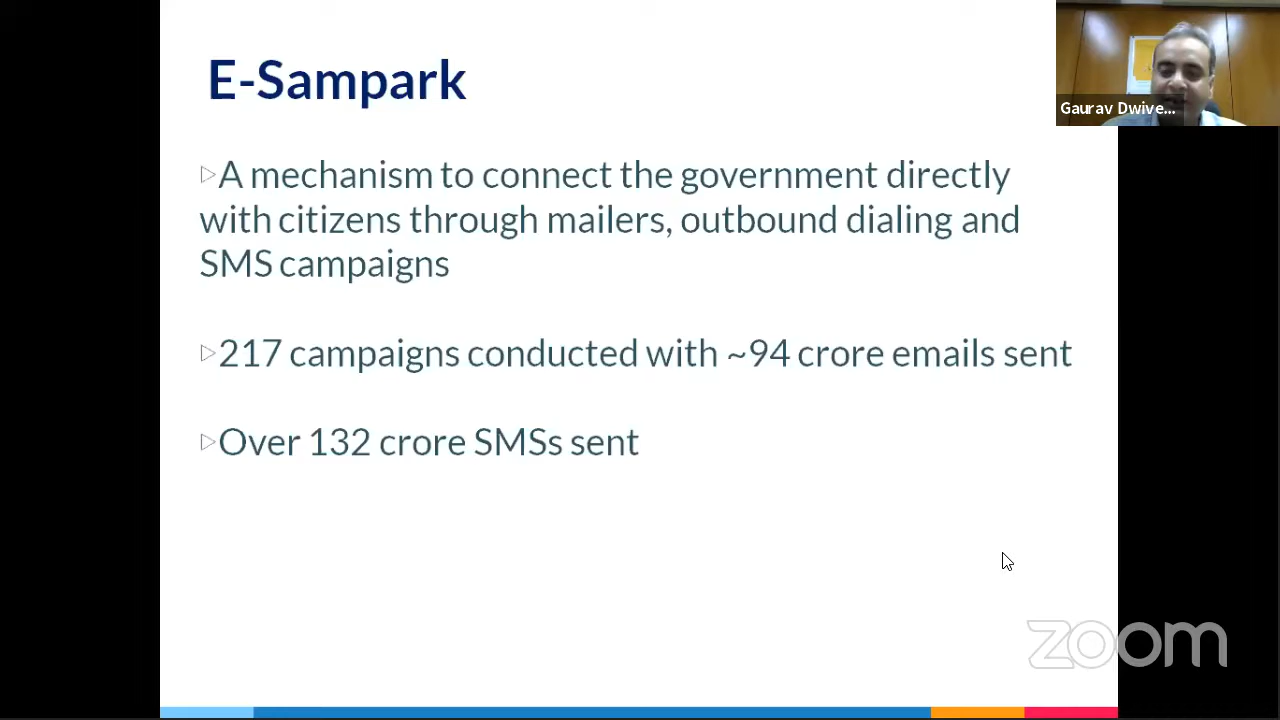 E-Sampark
Gaurav Dwive...
▷A mechanism to connect the government directly
with citizens through mailers, outbound dialing and
SMS campaigns
▷217 campaigns conducted with ~94 crore emails sent
▷Over 132 crore SMSs sent
zoom